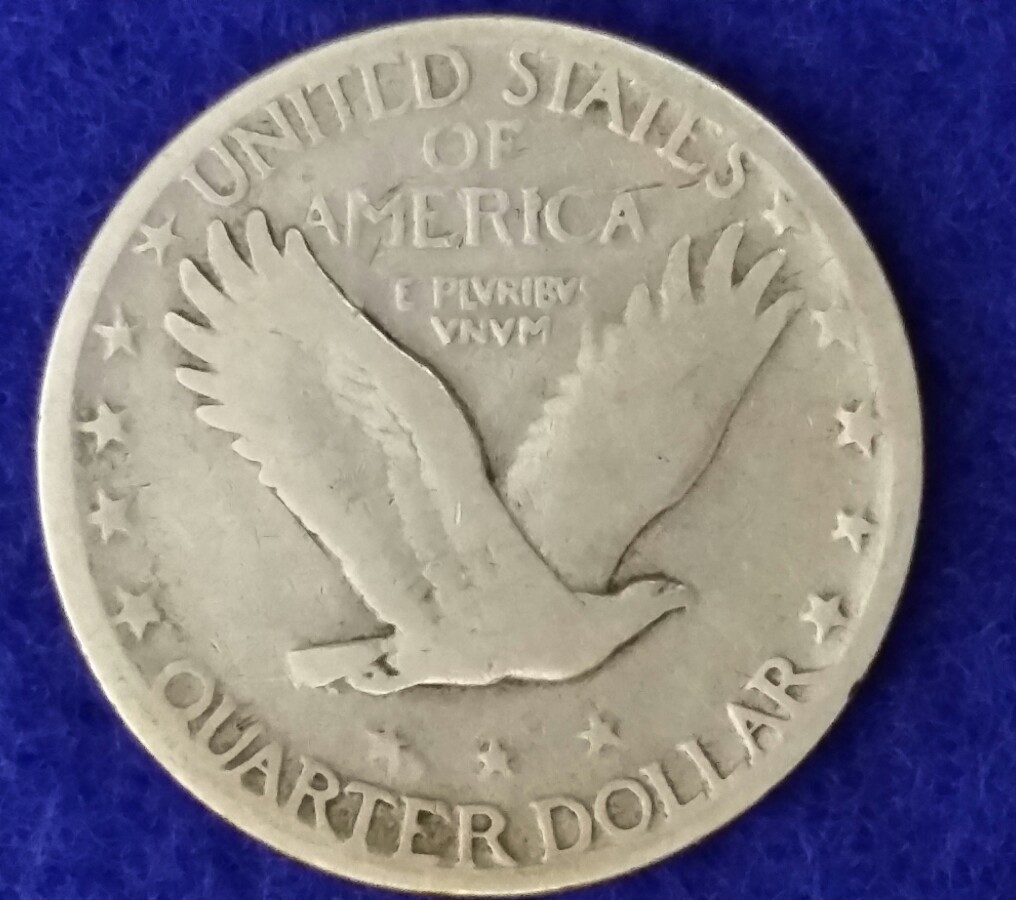 UNITED STATES
OF
AMERICA
E PLVRIBVS
VNVM
QUARTER DOLLAR